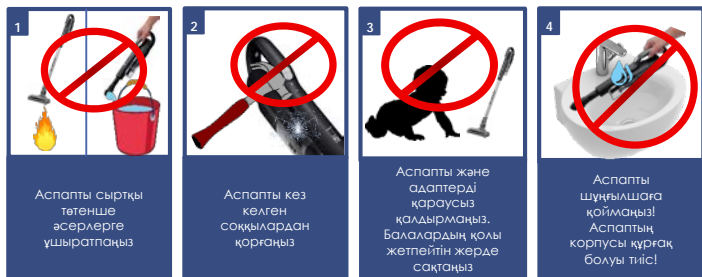 1
Аспапты сыртқы
төтенше
әсерлерге
ұшыратпаңыз
2
Аспапты кез
келген
соққылардан
қорғаңыз
3
Аспапты және
адаптерді
қараусыз
қалдырмаңыз.
Балалардың қолы
жетпейтін жерде
сақтаңыз
4
Аспапты
шұңғылшаға
қоймаңыз!
Аспаптың
корпусы құрғақ
болуы тиіс!